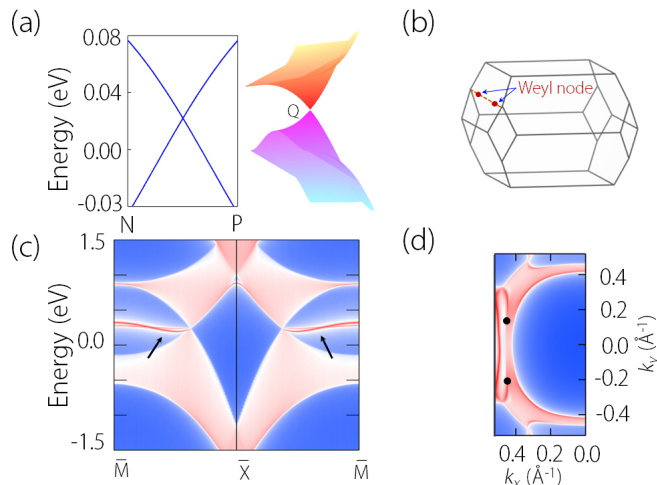 (a)
0.08
0.04
0.00
-0.03
Energy (eV)
N
P
Q
(b)
Weyl node
(c)
1.5
0.0
-1.5
Energy (eV)
M̅
X̅
M̅
(d)
0.4
0.2
0.0
-0.2
-0.4
k_y (Å⁻¹)
0.4
0.2
0.0
k_x (Å⁻¹)